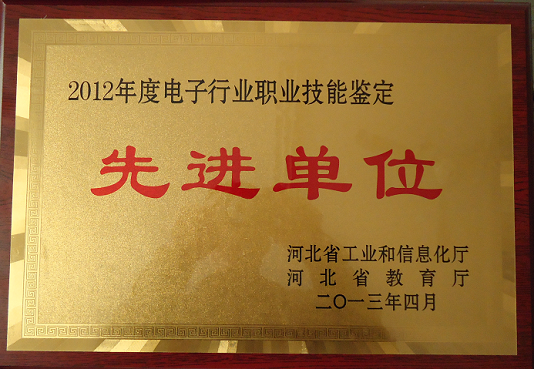 2012年度电子行业职业技能鉴定
先进单位
河北省工业和信息化厅
河北省教育厅
二〇一三年四月